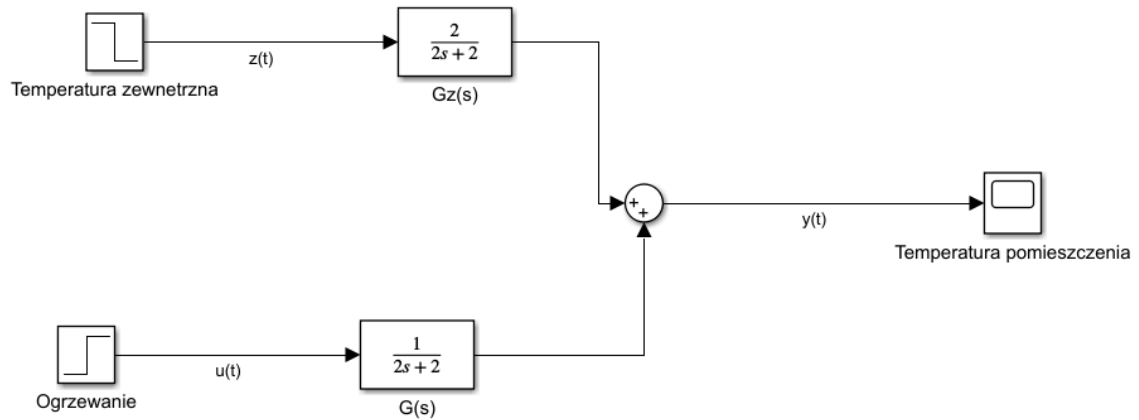 2
2s + 2
z(t)
Temperatura zewnetrzna
Gz(s)
+
+
y(t)
Temperatura pomieszczenia
1
2s + 2
u(t)
Ogrzewanie
G(s)